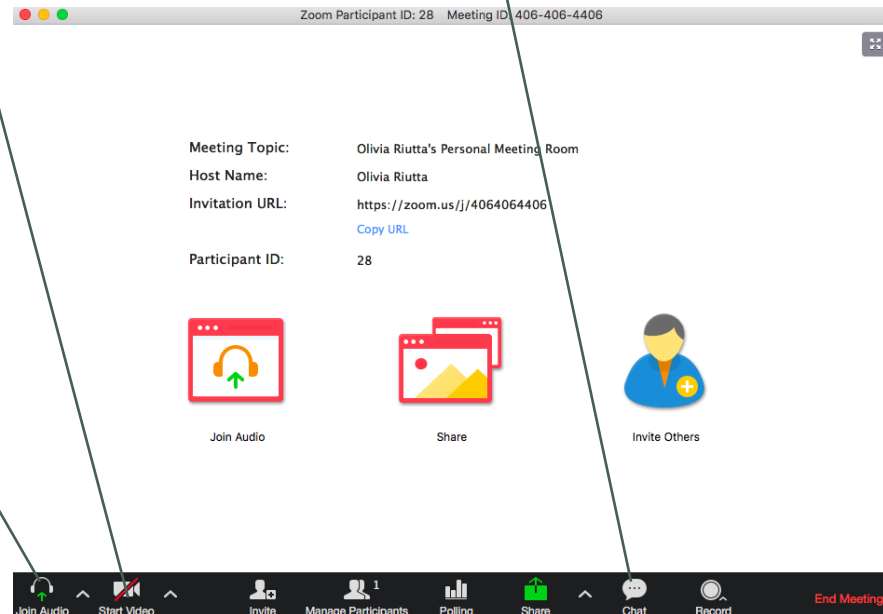 Zoom Participant ID: 28 Meeting ID: 406-406-4406
Meeting Topic: Olivia Riutta's Personal Meeting Room
Host Name: Olivia Riutta
Invitation URL: https://zoom.us/j/4064064406
Copy URL
Participant ID: 28
Join Audio Share Invite Others
1
Join Audio Start Video Invite Manage Participants Polling Share Chat Record End Meeting